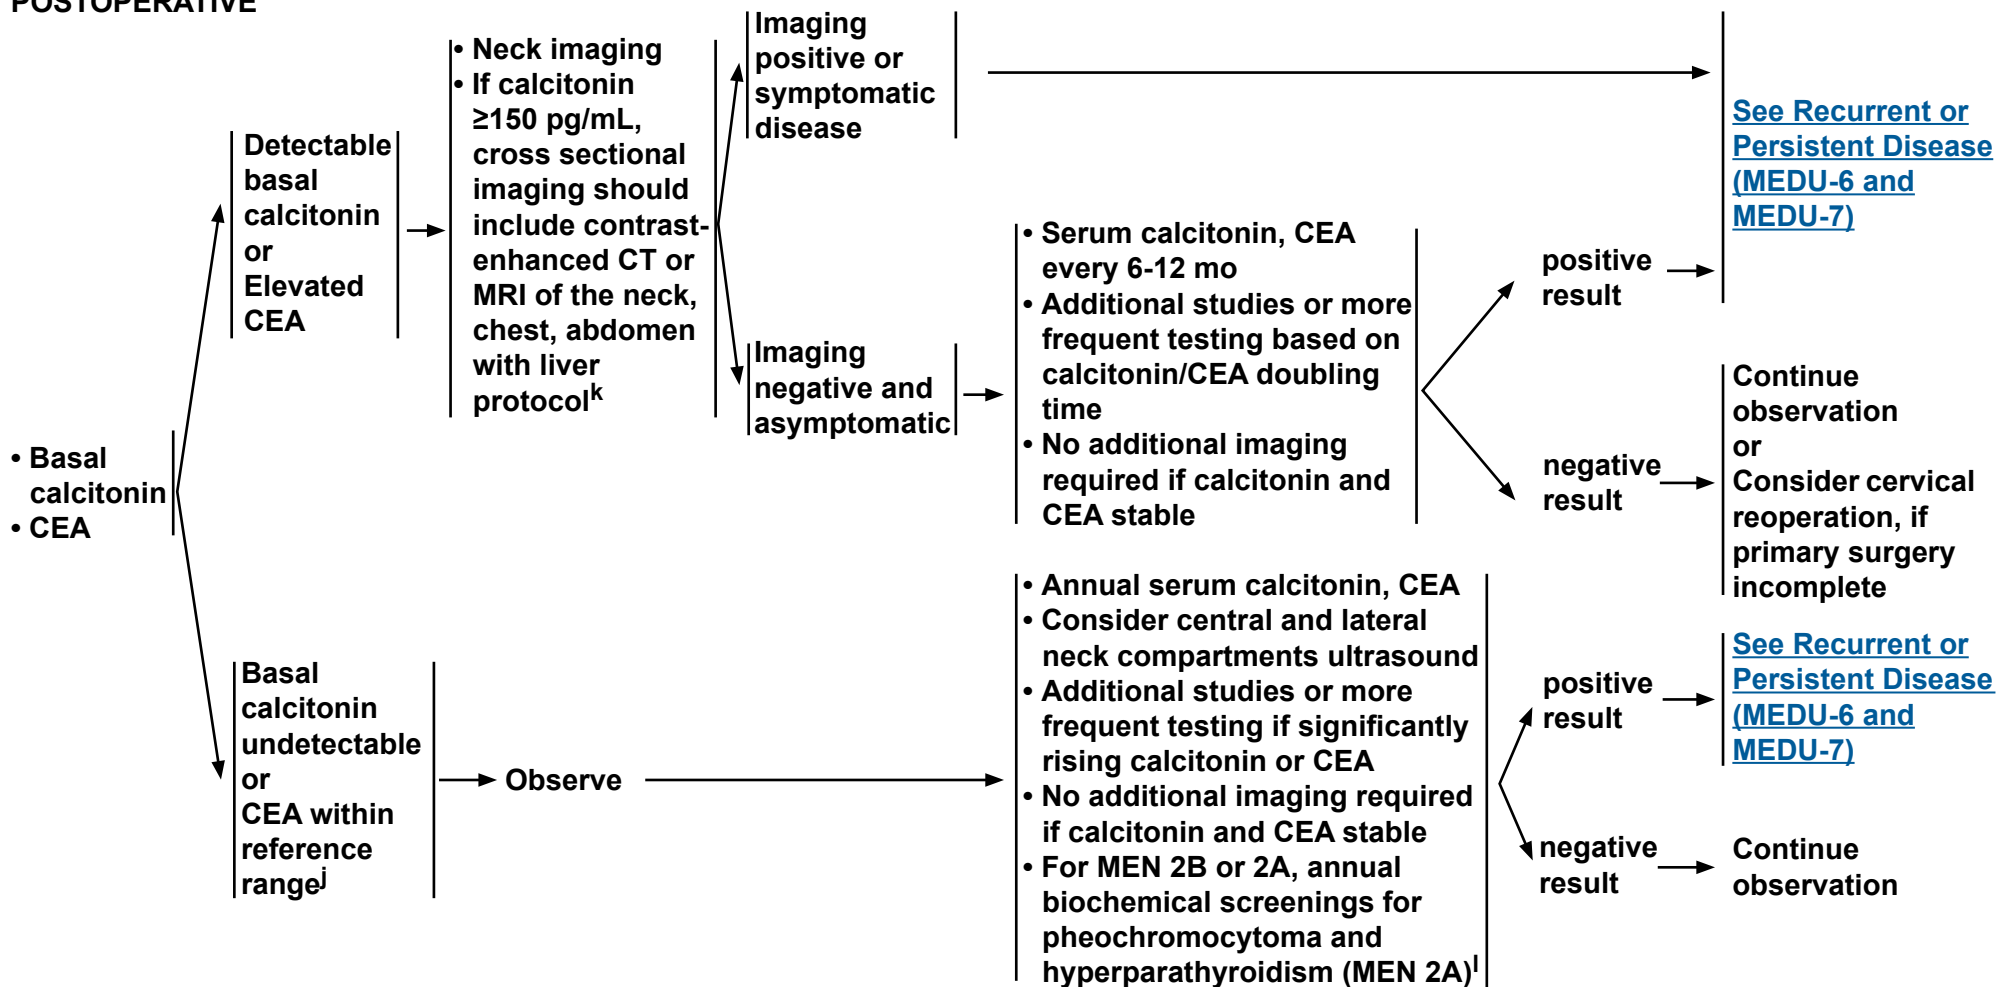 POSTOPERATIVE
• Basal
calcitonin
• CEA
Detectable
basal
calcitonin
or
Elevated
CEA
• Neck imaging
• If calcitonin
≥150 pg/mL,
cross sectional
imaging should
include contrast-
enhanced CT or
MRI of the neck,
chest, abdomen
with liver
protocolk
Imaging
positive or
symptomatic
disease
See Recurrent or
Persistent Disease
(MEDU-6 and
MEDU-7)
Imaging
negative and
asymptomatic
• Serum calcitonin, CEA
every 6-12 mo
• Additional studies or more
frequent testing based on
calcitonin/CEA doubling
time
• No additional imaging
required if calcitonin and
CEA stable
positive
result
negative
result
Continue
observation
or
Consider cervical
reoperation, if
primary surgery
incomplete
Basal
calcitonin
undetectable
or
CEA within
reference
rangej
Observe
• Annual serum calcitonin, CEA
• Consider central and lateral
neck compartments ultrasound
• Additional studies or more
frequent testing if significantly
rising calcitonin or CEA
• No additional imaging required
if calcitonin and CEA stable
• For MEN 2B or 2A, annual
biochemical screenings for
pheochromocytoma and
hyperparathyroidism (MEN 2A)l
positive
result
See Recurrent or
Persistent Disease
(MEDU-6 and
MEDU-7)
negative
result
Continue
observation